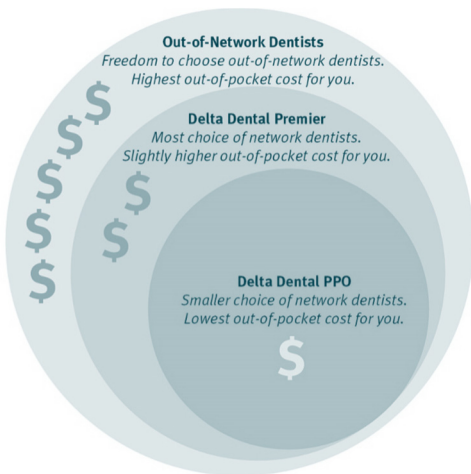 Out-of-Network Dentists
Freedom to choose out-of-network dentists.
Highest out-of-pocket cost for you.
$
$
$
$
$
Delta Dental Premier
Most choice of network dentists.
Slightly higher out-of-pocket cost for you.
$
$
Delta Dental PPO
Smaller choice of network dentists.
Lowest out-of-pocket cost for you.
$